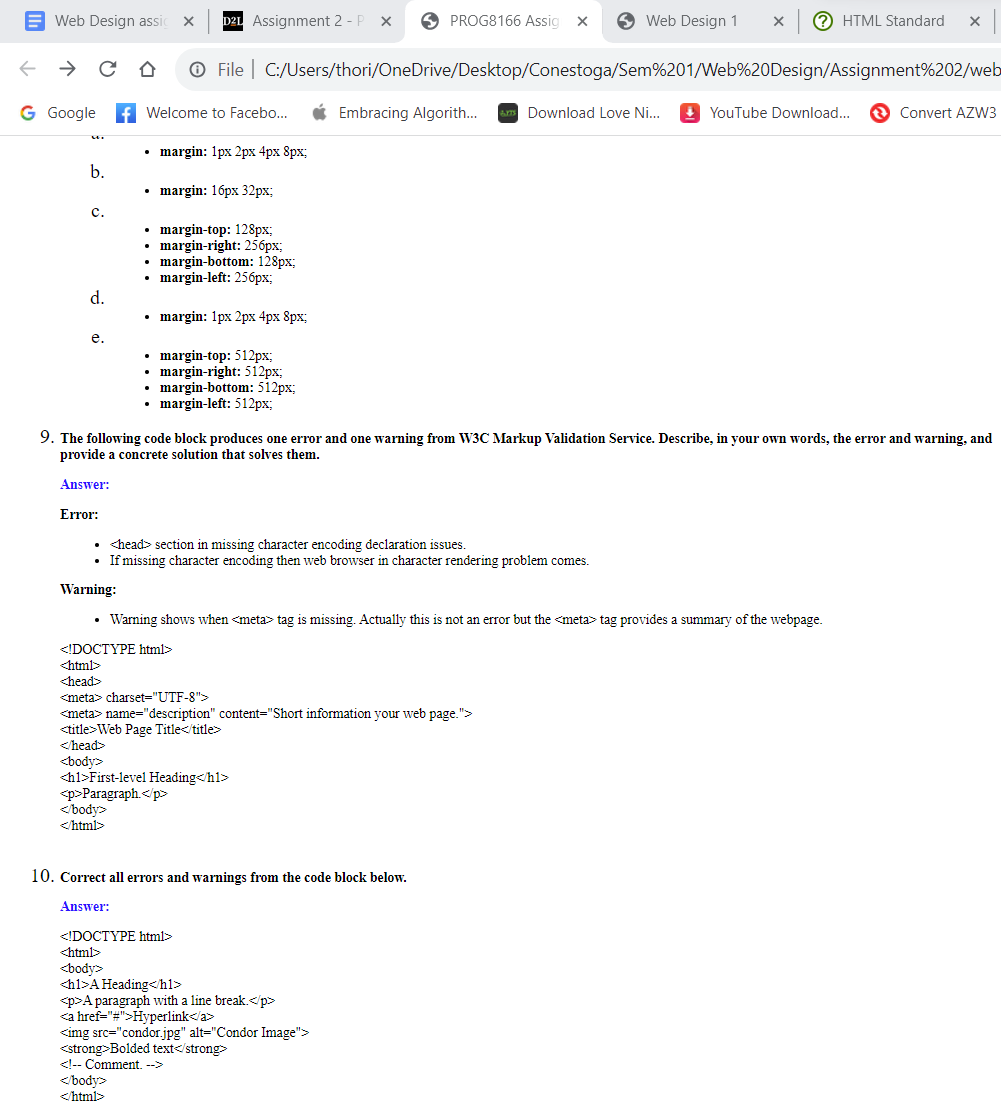 Web Design assi
Assignment 2 - P
PROG8166 Assig
Web Design 1
HTML Standard
File | C:/Users/thori/OneDrive/Desktop/Conestoga/Sem%201/Web%20Design/Assignment%202/web
Google
Welcome to Facebo...
Embracing Algorith...
Download Love Ni...
YouTube Download...
Convert AZW3
• margin: 1px 2px 4px 8px;
b.
• margin: 16px 32px;
c.
• margin-top: 128px;
• margin-right: 256px;
• margin-bottom: 128px;
• margin-left: 256px;
d.
• margin: 1px 2px 4px 8px;
e.
• margin-top: 512px;
• margin-right: 512px;
• margin-bottom: 512px;
• margin-left: 512px;
9. The following code block produces one error and one warning from W3C Markup Validation Service. Describe, in your own words, the error and warning, and
provide a concrete solution that solves them.
Answer:
Error:
• <head> section in missing character encoding declaration issues.
• If missing character encoding then web browser in character rendering problem comes.
Warning:
• Warning shows when <meta> tag is missing. Actually this is not an error but the <meta> tag provides a summary of the webpage.
<!DOCTYPE html>
<html>
<head>
<meta> charset="UTF-8">
<meta> name="description" content="Short information your web page.">
<title>Web Page Title</title>
</head>
<body>
<h1>First-level Heading</h1>
<p>Paragraph.</p>
</body>
</html>
10. Correct all errors and warnings from the code block below.
Answer:
<!DOCTYPE html>
<html>
<body>
<h1>A Heading</h1>
<p>A paragraph with a line break.</p>
<a href="#">Hyperlink</a>
<img src="condor.jpg" alt="Condor Image">
<strong>Bolded text</strong>
<!-- Comment. -->
</body>
</html>